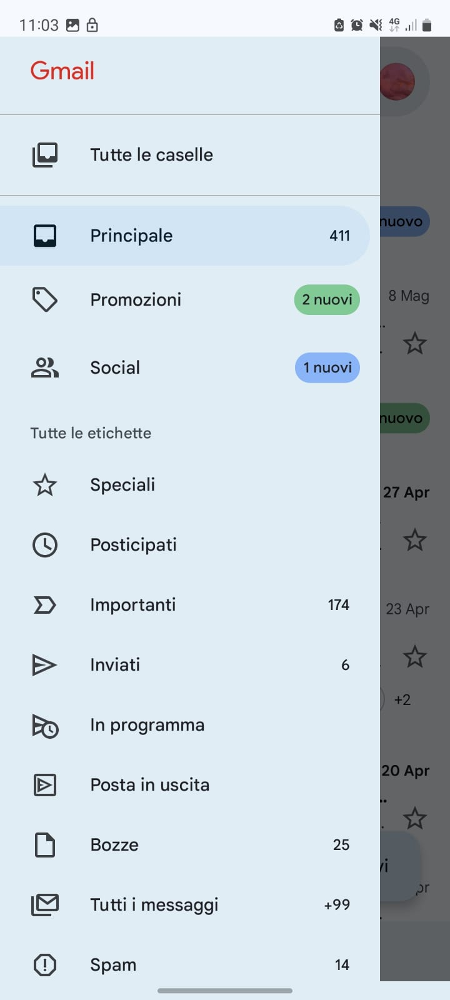 11:03 4G
Gmail
Tutte le caselle
Principale 411
nuovo
Promozioni 2 nuovi
8 Mag
Social 1 nuovi
nuovo
Tutte le etichette
Speciali
27 Apr
Posticipati
Importanti 174
23 Apr
Inviati 6
+2
In programma
20 Apr
Posta in uscita
Bozze 25
Tutti i messaggi +99
Spam 14